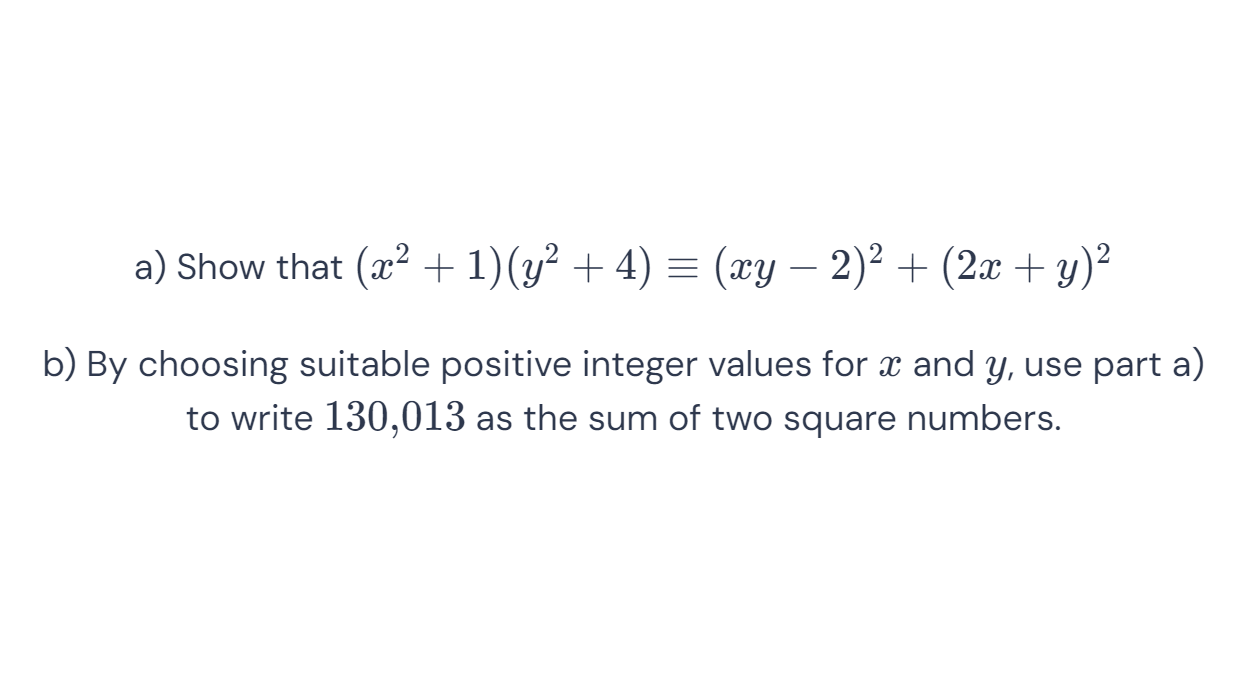 a) Show that (x² + 1)(y² + 4) ≡ (xy − 2)² + (2x + y)²
b) By choosing suitable positive integer values for x and y, use part a)
to write 130,013 as the sum of two square numbers.